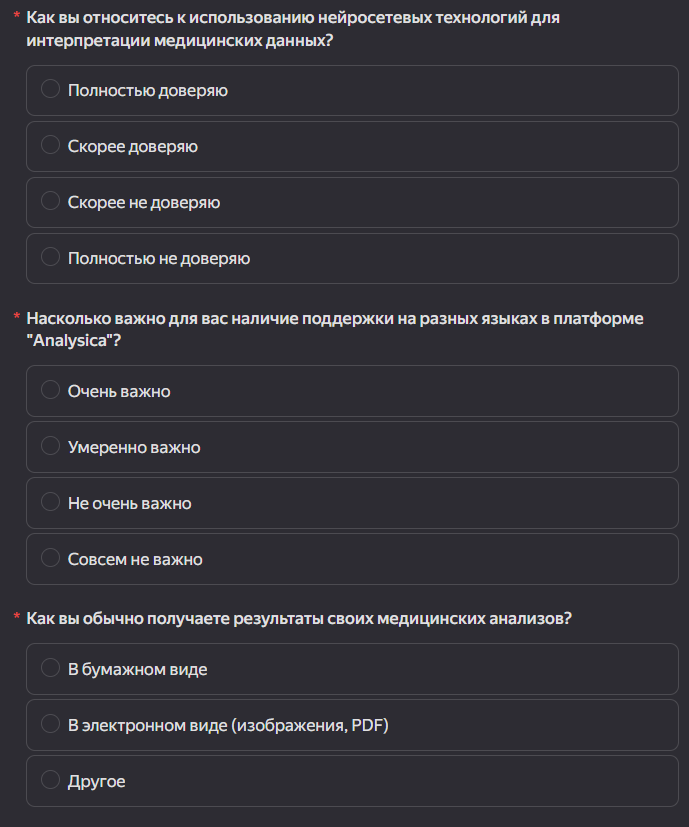 * Как вы относитесь к использованию нейросетевых технологий для
интерпретации медицинских данных?
Полностью доверяю
Скорее доверяю
Скорее не доверяю
Полностью не доверяю
* Насколько важно для вас наличие поддержки на разных языках в платформе
"Analysica"?
Очень важно
Умеренно важно
Не очень важно
Совсем не важно
* Как вы обычно получаете результаты своих медицинских анализов?
В бумажном виде
В электронном виде (изображения, PDF)
Другое